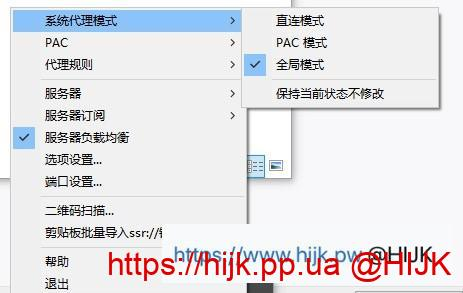 系统代理模式
PAC
代理规则
服务器
服务器订阅
服务器负载均衡
选项设置...
端口设置...
二维码扫描...
剪贴板批量导入ssr://
帮助
退出
直连模式
PAC 模式
全局模式
保持当前状态不修改
https://www.hijk.pw @HIJK
https://hijk.pp.ua @HIJK